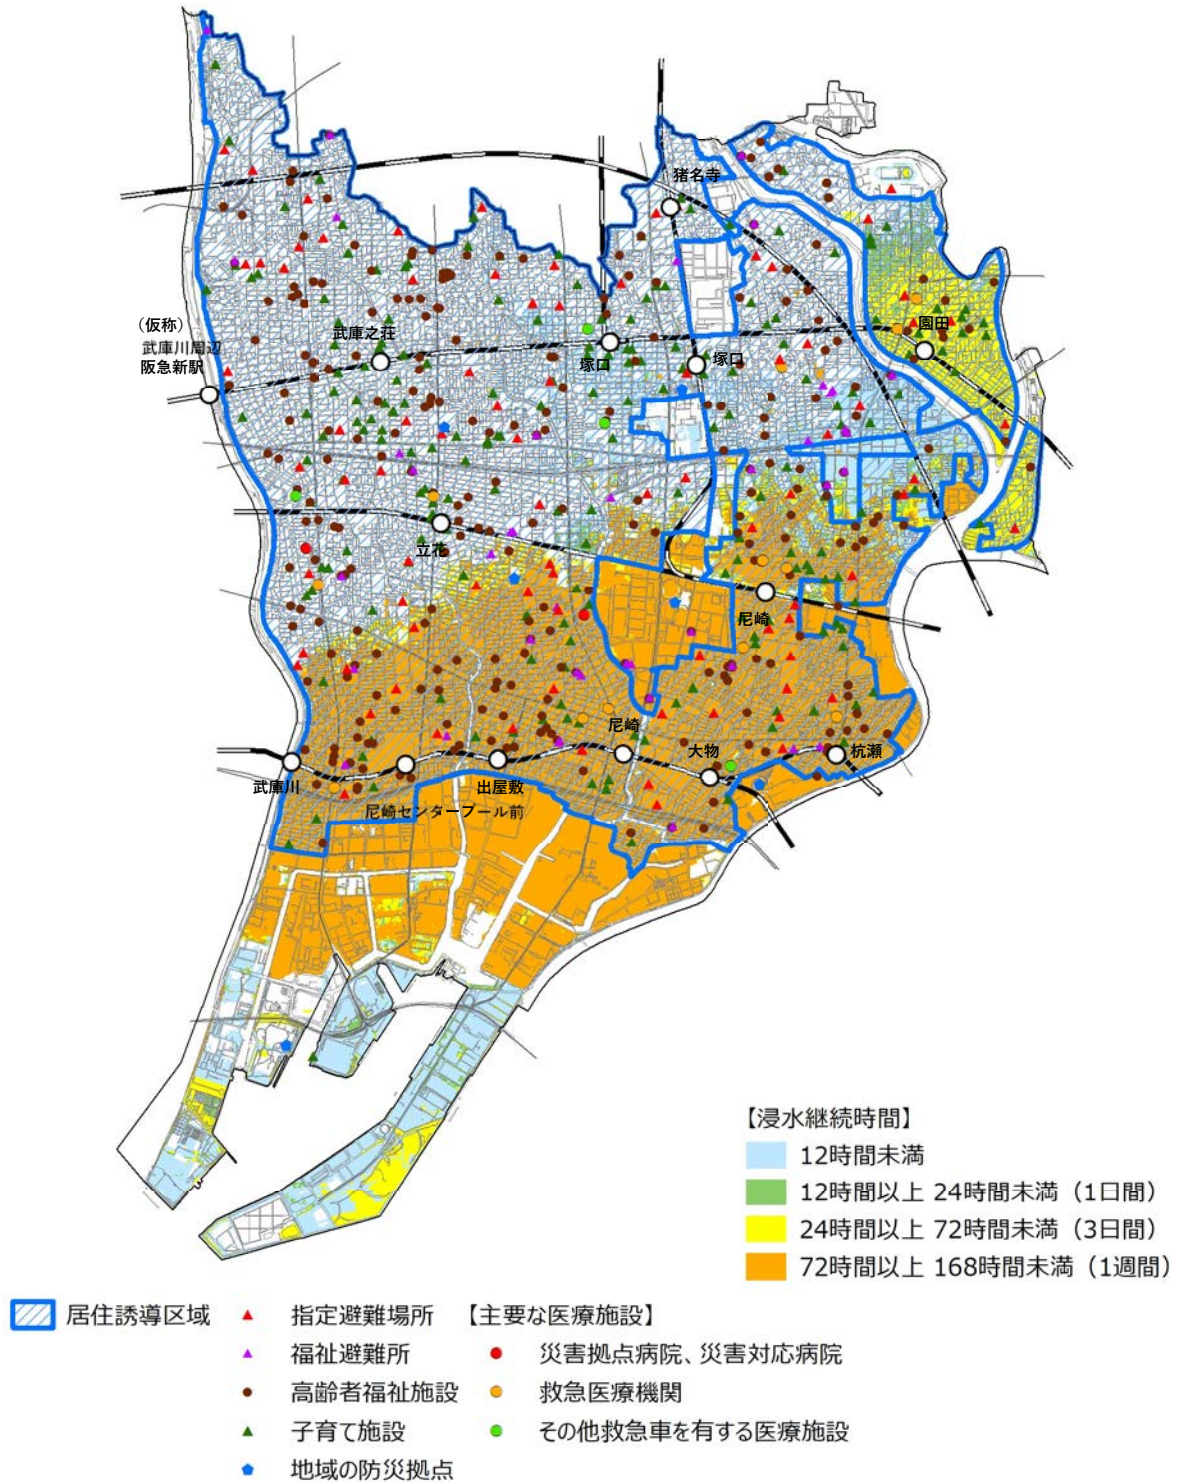 猪名寺
(仮称)
武庫川周辺
阪急新駅
武庫之荘
塚口
塚口
園田
立花
尼崎
尼崎
大物
杭瀬
武庫川
出屋敷
尼崎センタープール前
【浸水継続時間】
12時間未満
12時間以上 24時間未満(1日間)
24時間以上 72時間未満(3日間)
72時間以上 168時間未満(1週間)
居住誘導区域
指定避難場所
福祉避難所
高齢者福祉施設
子育て施設
地域の防災拠点
【主要な医療施設】
災害拠点病院、災害対応病院
救急医療機関
その他救急車を有する医療施設